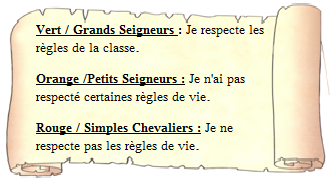 Vert / Grands Seigneurs : Je respecte les
règles de la classe.
Orange /Petits Seigneurs : Je n'ai pas
respecté certaines règles de vie.
Rouge / Simples Chevaliers : Je ne
respecte pas les règles de vie.